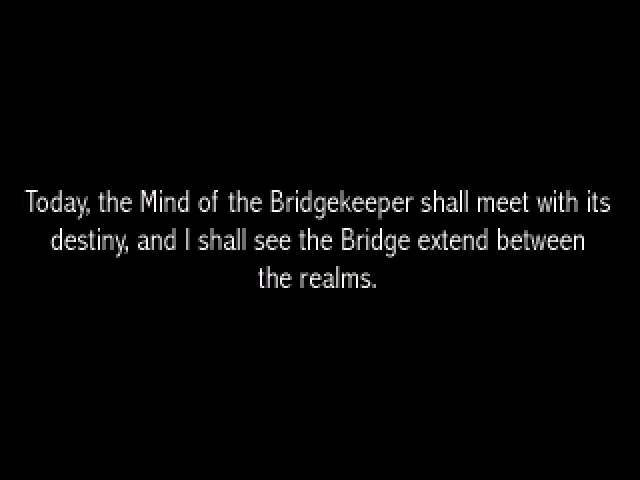 Today, the Mind of the Bridgekeeper shall meet with its
destiny, and I shall see the Bridge extend between
the realms.